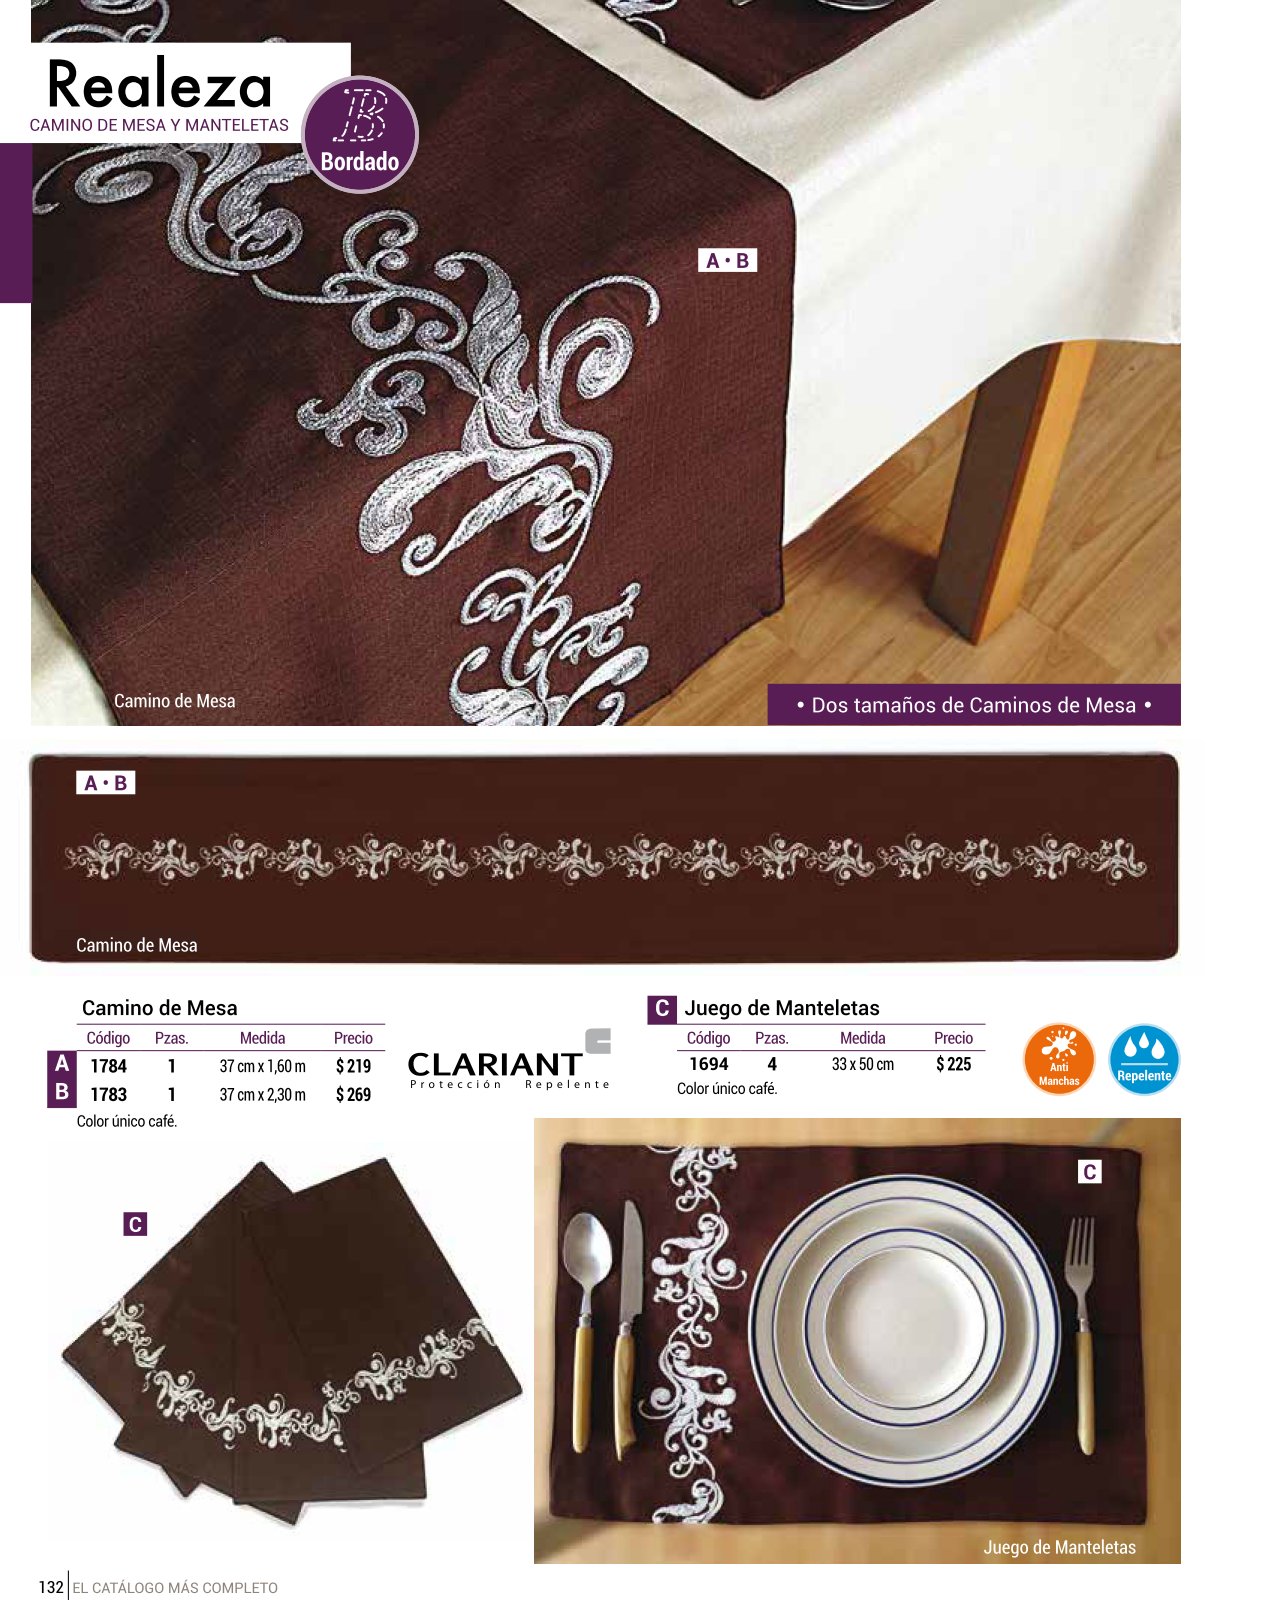 Realeza
CAMINO DE MESA Y MANTELETAS
B
Bordado
A • B
Camino de Mesa
• Dos tamaños de Caminos de Mesa •
A • B
Camino de Mesa
Camino de Mesa
Código Pzas. Medida Precio
A 1784 1 37 cm x 1,60 m $ 219
B 1783 1 37 cm x 2,30 m $ 269
Color único café.
CLARIANT
Protección Repelente
C Juego de Manteletas
Código Pzas. Medida Precio
1694 4 33 x 50 cm $ 225
Color único café.
Anti
Manchas
Repelente
C
C
Juego de Manteletas
132 EL CATÁLOGO MÁS COMPLETO